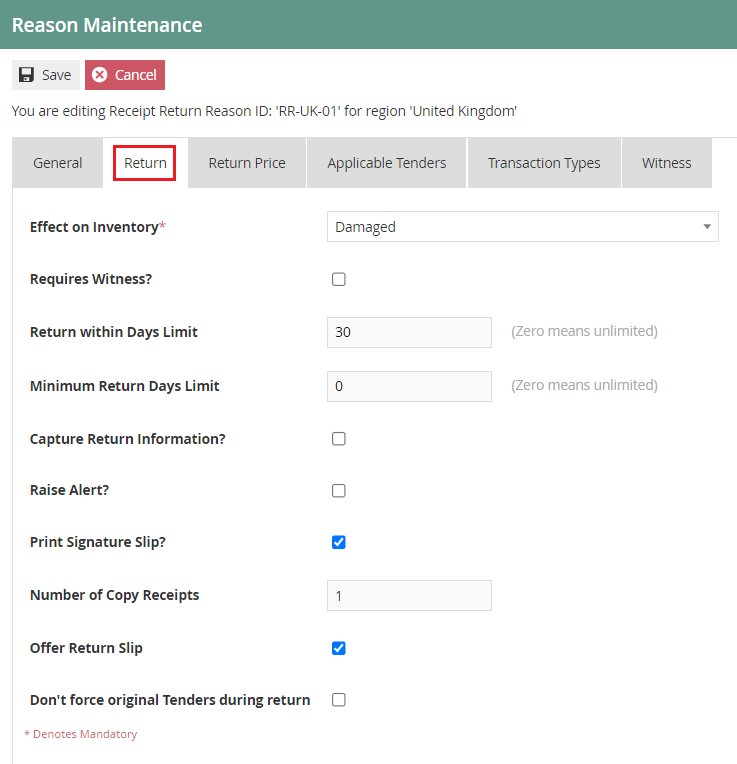 Reason Maintenance
Save Cancel
You are editing Receipt Return Reason ID: 'RR-UK-01' for region 'United Kingdom'
General Return Return Price Applicable Tenders Transaction Types Witness
Effect on Inventory* Damaged
Requires Witness?
Return within Days Limit 30 (Zero means unlimited)
Minimum Return Days Limit 0 (Zero means unlimited)
Capture Return Information?
Raise Alert?
Print Signature Slip?
Number of Copy Receipts 1
Offer Return Slip
Don't force original Tenders during return
* Denotes Mandatory